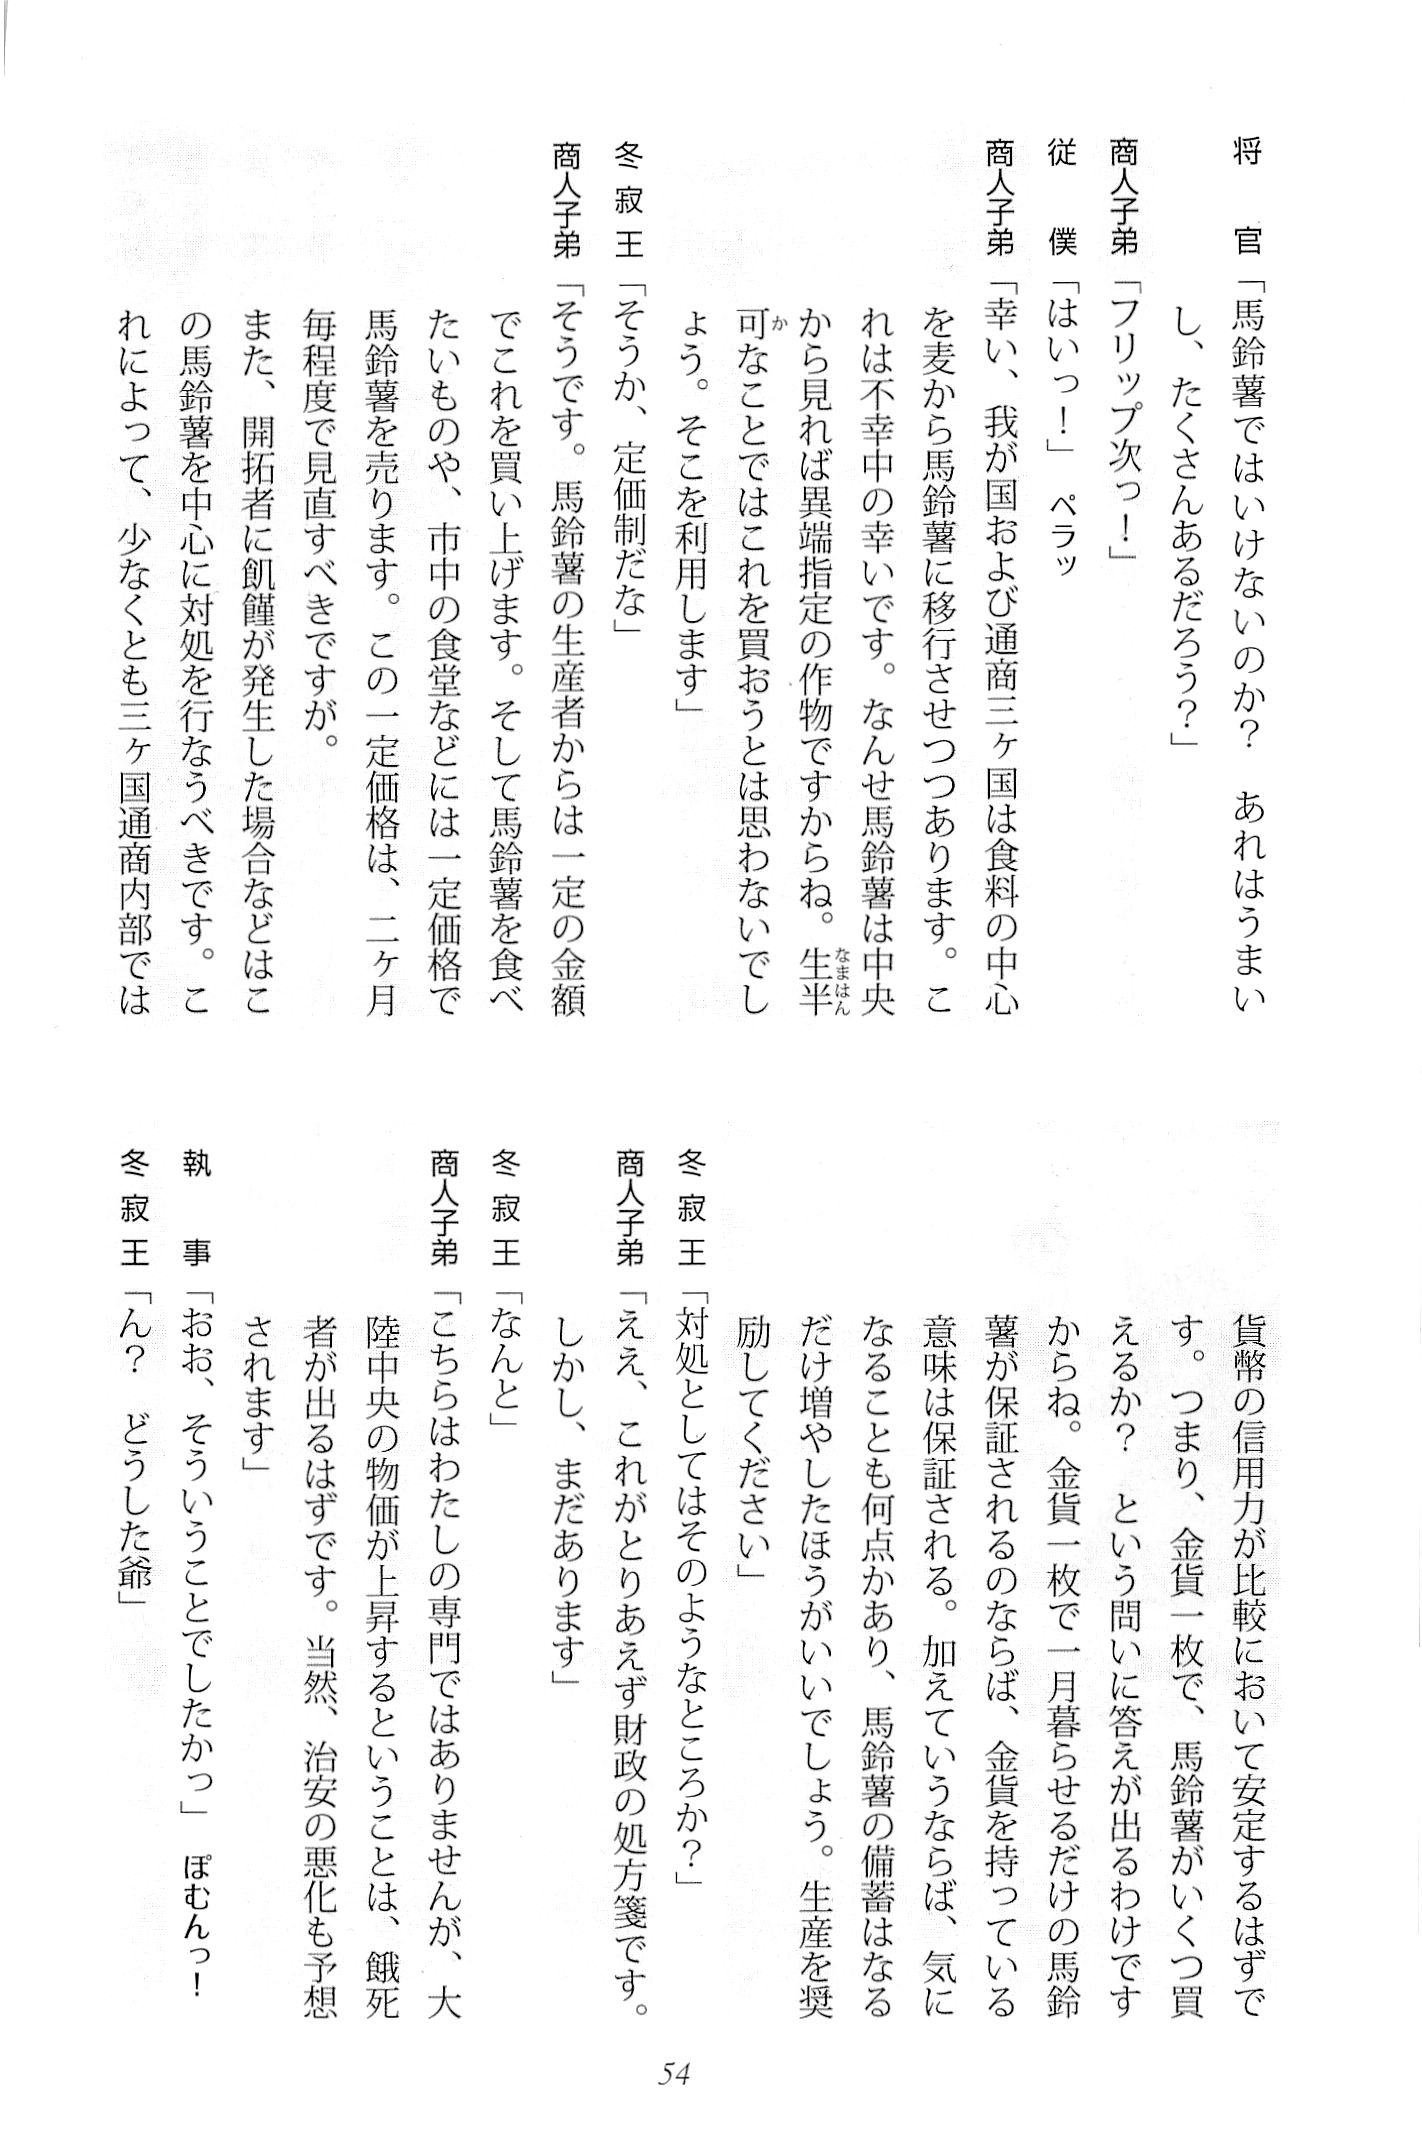 将官「馬鈴薯ではいけないのか？　あれはうまい
し、たくさんあるだろう？」
商人子弟「フリップ次っ！」
従僕「はいっ！」　ペラッ
商人子弟「幸い、我が国および通商三ヶ国は食料の中心
を麦から馬鈴薯に移行させつつあります。こ
れは不幸中の幸いです。なんせ馬鈴薯は中央
から見れば異端指定の作物ですからね。生半
可なことではこれを買おうとは思わないでし
ょう。そこを利用します」
冬寂王「そうか、定価制だな」
商人子弟「そうです。馬鈴薯の生産者からは一定の金額
でこれを買い上げます。そして馬鈴薯を食べ
たいものや、市中の食堂などには一定価格で
馬鈴薯を売ります。この一定価格は、二ヶ月
毎程度で見直すべきですが。
また、開拓者に飢饉が発生した場合などはこ
の馬鈴薯を中心に対処を行なうべきです。こ
れによって、少なくとも三ヶ国通商内部では
貨幣の信用力が比較において安定するはずで
す。つまり、金貨一枚で、馬鈴薯がいくつ買
えるか？　という問いに答えが出るわけです
からね。金貨一枚で一月暮らせるだけの馬鈴
薯が保証されるのならば、金貨を持っている
意味は保証される。加えていうならば、気に
なることも何点かあり、馬鈴薯の備蓄はなる
だけ増やしたほうがいいでしょう。生産を奨
励してください」
冬寂王「対処としてはそのようなところか？」
商人子弟「ええ、これがとりあえず財政の処方箋です。
しかし、まだあります」
冬寂王「なんと」
商人子弟「こちらはわたしの専門ではありませんが、大
陸中央の物価が上昇するということは、餓死
者が出るはずです。当然、治安の悪化も予想
されます」
執事「おお、そういうことでしたかっ」　ぽむんっ！
冬寂王「ん？　どうした爺」
54